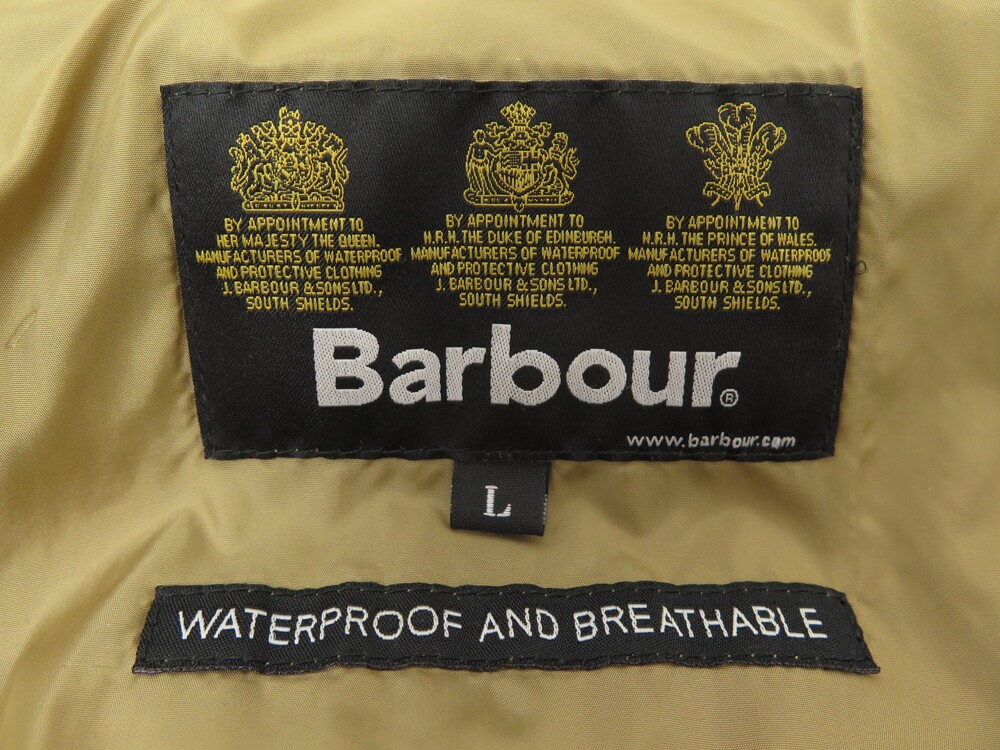 BY APPOINTMENT TO
HER MAJESTY THE QUEEN.
MANUFACTURERS OF WATERPROOF
AND PROTECTIVE CLOTHING
J. BARBOUR & SONS LTD.,
SOUTH SHIELDS.
BY APPOINTMENT TO
H.R.H. THE DUKE OF EDINBURGH.
MANUFACTURERS OF WATERPROOF
AND PROTECTIVE CLOTHING
J. BARBOUR & SONS LTD.,
SOUTH SHIELDS.
BY APPOINTMENT TO
H.R.H. THE PRINCE OF WALES.
MANUFACTURERS OF WATERPROOF
AND PROTECTIVE CLOTHING
J. BARBOUR & SONS LTD.,
SOUTH SHIELDS.
Barbour®
www.barbour.com
L
WATERPROOF AND BREATHABLE